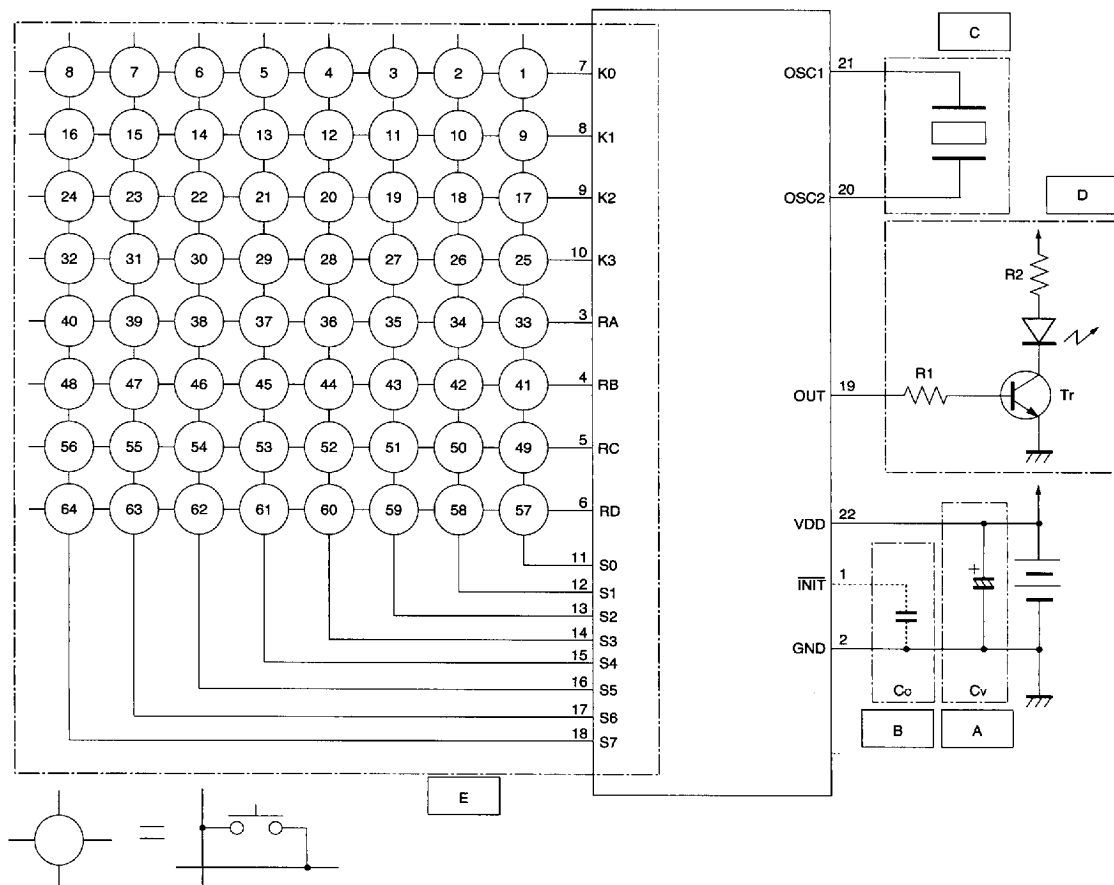 C
21
OSC1
D
20
OSC2
8 7 6 5 4 3 2 1 7 K0
16 15 14 13 12 11 10 9 8 K1
24 23 22 21 20 19 18 17 9 K2
32 31 30 29 28 27 26 25 10 K3
40 39 38 37 36 35 34 33 3 RA
48 47 46 45 44 43 42 41 4 RB
56 55 54 53 52 51 50 49 5 RC
64 63 62 61 60 59 58 57 6 RD
11 S0
12 S1
13 S2
14 S3
15 S4
16 S5
17 S6
18 S7
E
R2
R1
Tr
OUT 19
VDD 22
INIT 1
+
GND 2
Co
Cv
B
A